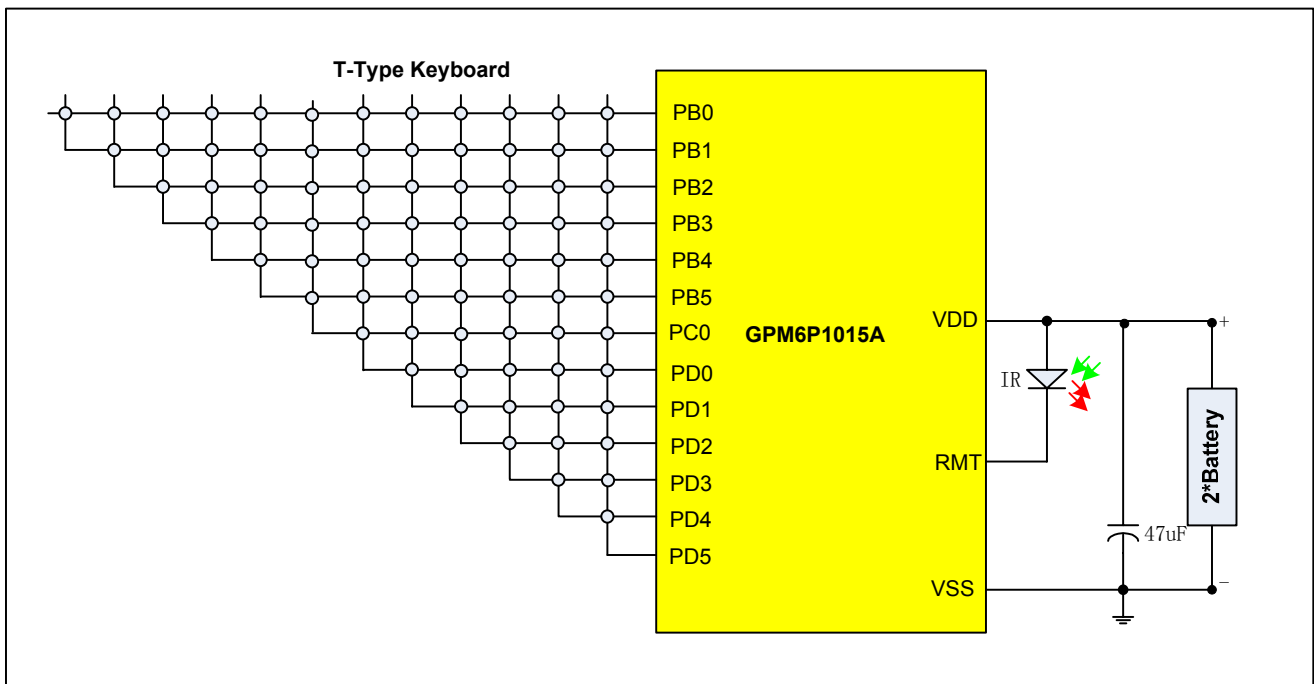 T-Type Keyboard
PB0
PB1
PB2
PB3
PB4
PB5
PC0
PD0
PD1
PD2
PD3
PD4
PD5
GPM6P1015A
VDD
RMT
VSS
IR
47uF
+
2*Battery
-